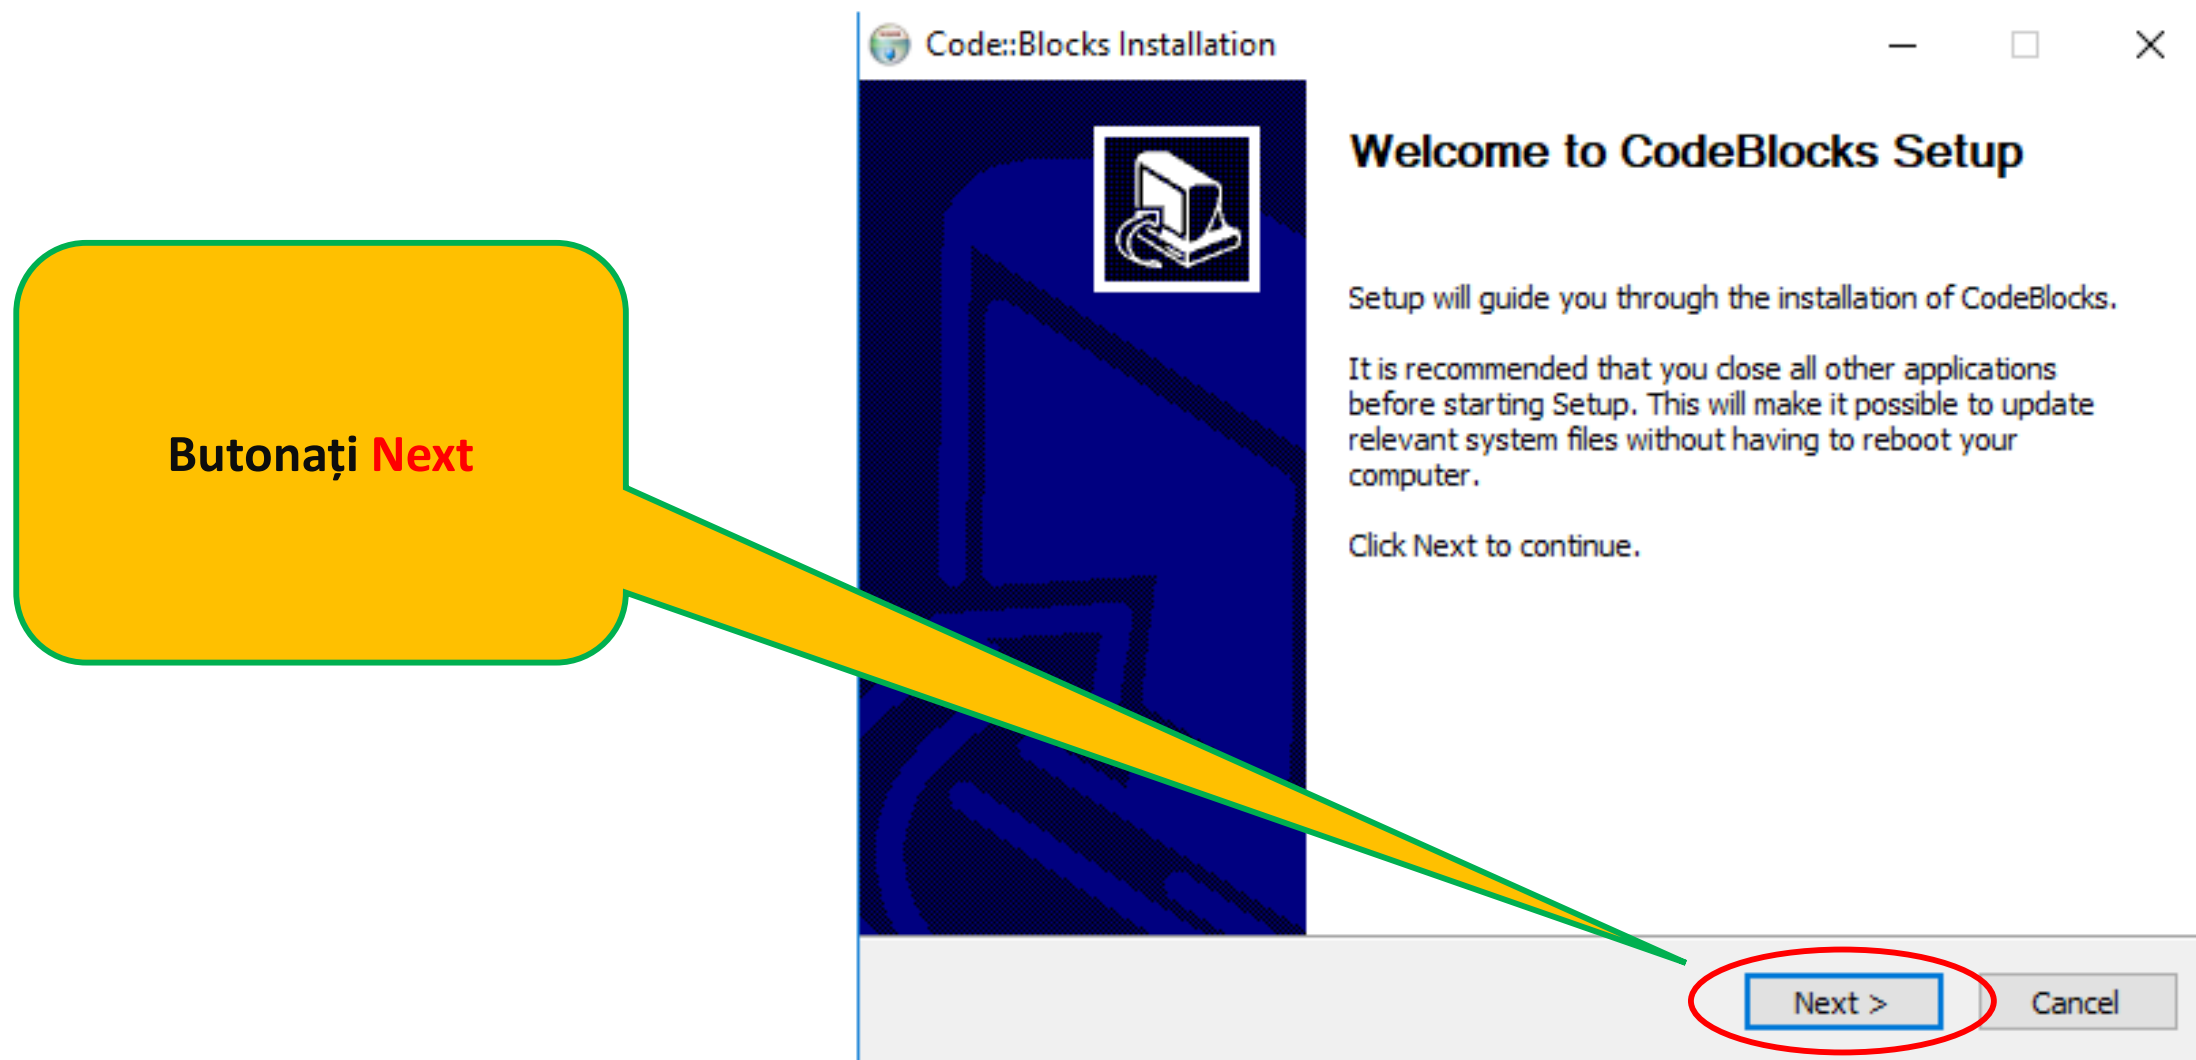 Code::Blocks Installation
Welcome to CodeBlocks Setup
Setup will guide you through the installation of CodeBlocks.
It is recommended that you close all other applications
before starting Setup. This will make it possible to update
relevant system files without having to reboot your
computer.
Click Next to continue.
Butonați Next
Next >
Cancel